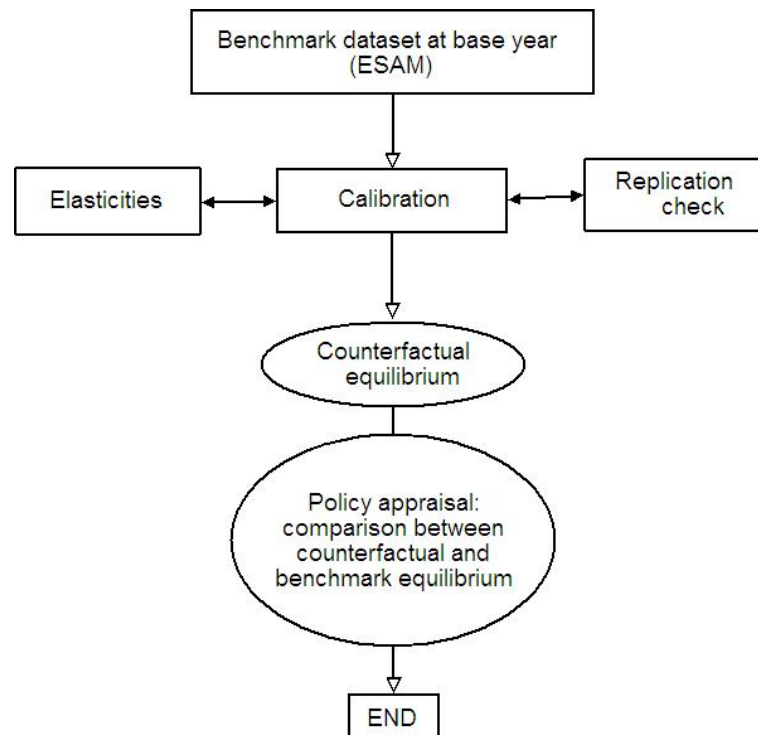 Benchmark dataset at base year
(ESAM)
Elasticities
Calibration
Replication
check
Counterfactual
equilibrium
Policy appraisal:
comparison between
counterfactual and
benchmark equilibrium
END